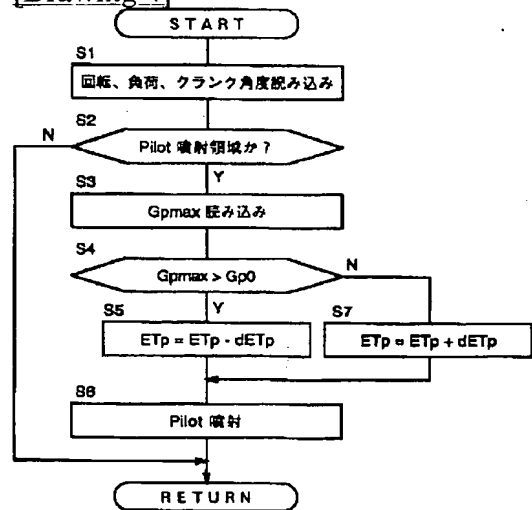 START
S1
回転、負荷、クランク角度読み込み
S2
N
Pilot 噴射領域か?
Y
S3
Gpmax 読み込み
S4
Gpmax > Gp0
N
Y
S5
ETp = ETp - dETp
S7
ETp = ETp + dETp
S6
Pilot 噴射
RETURN